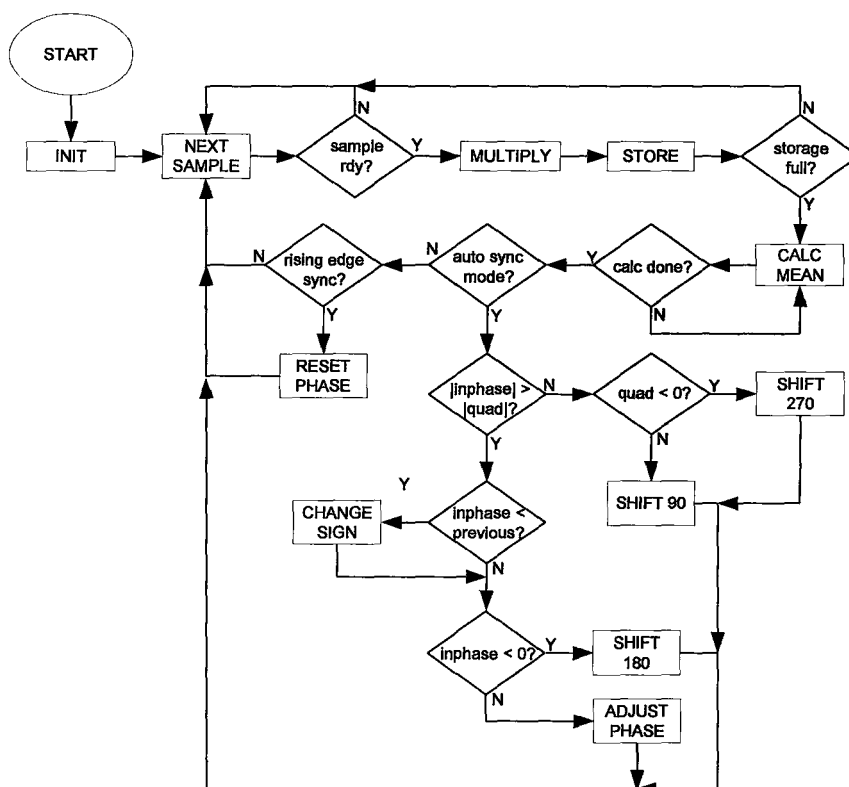 START
N
N
INIT
NEXT
SAMPLE
sample
rdy?
Y
MULTIPLY
STORE
storage
full?
Y
N
rising edge
sync?
N
auto sync
mode?
Y
calc done?
CALC
MEAN
Y
Y
N
RESET
PHASE
|inphase| >
|quad|?
N
quad < 0?
Y
SHIFT
270
Y
N
Y
CHANGE
SIGN
inphase <
previous?
SHIFT 90
N
inphase < 0?
Y
SHIFT
180
N
ADJUST
PHASE